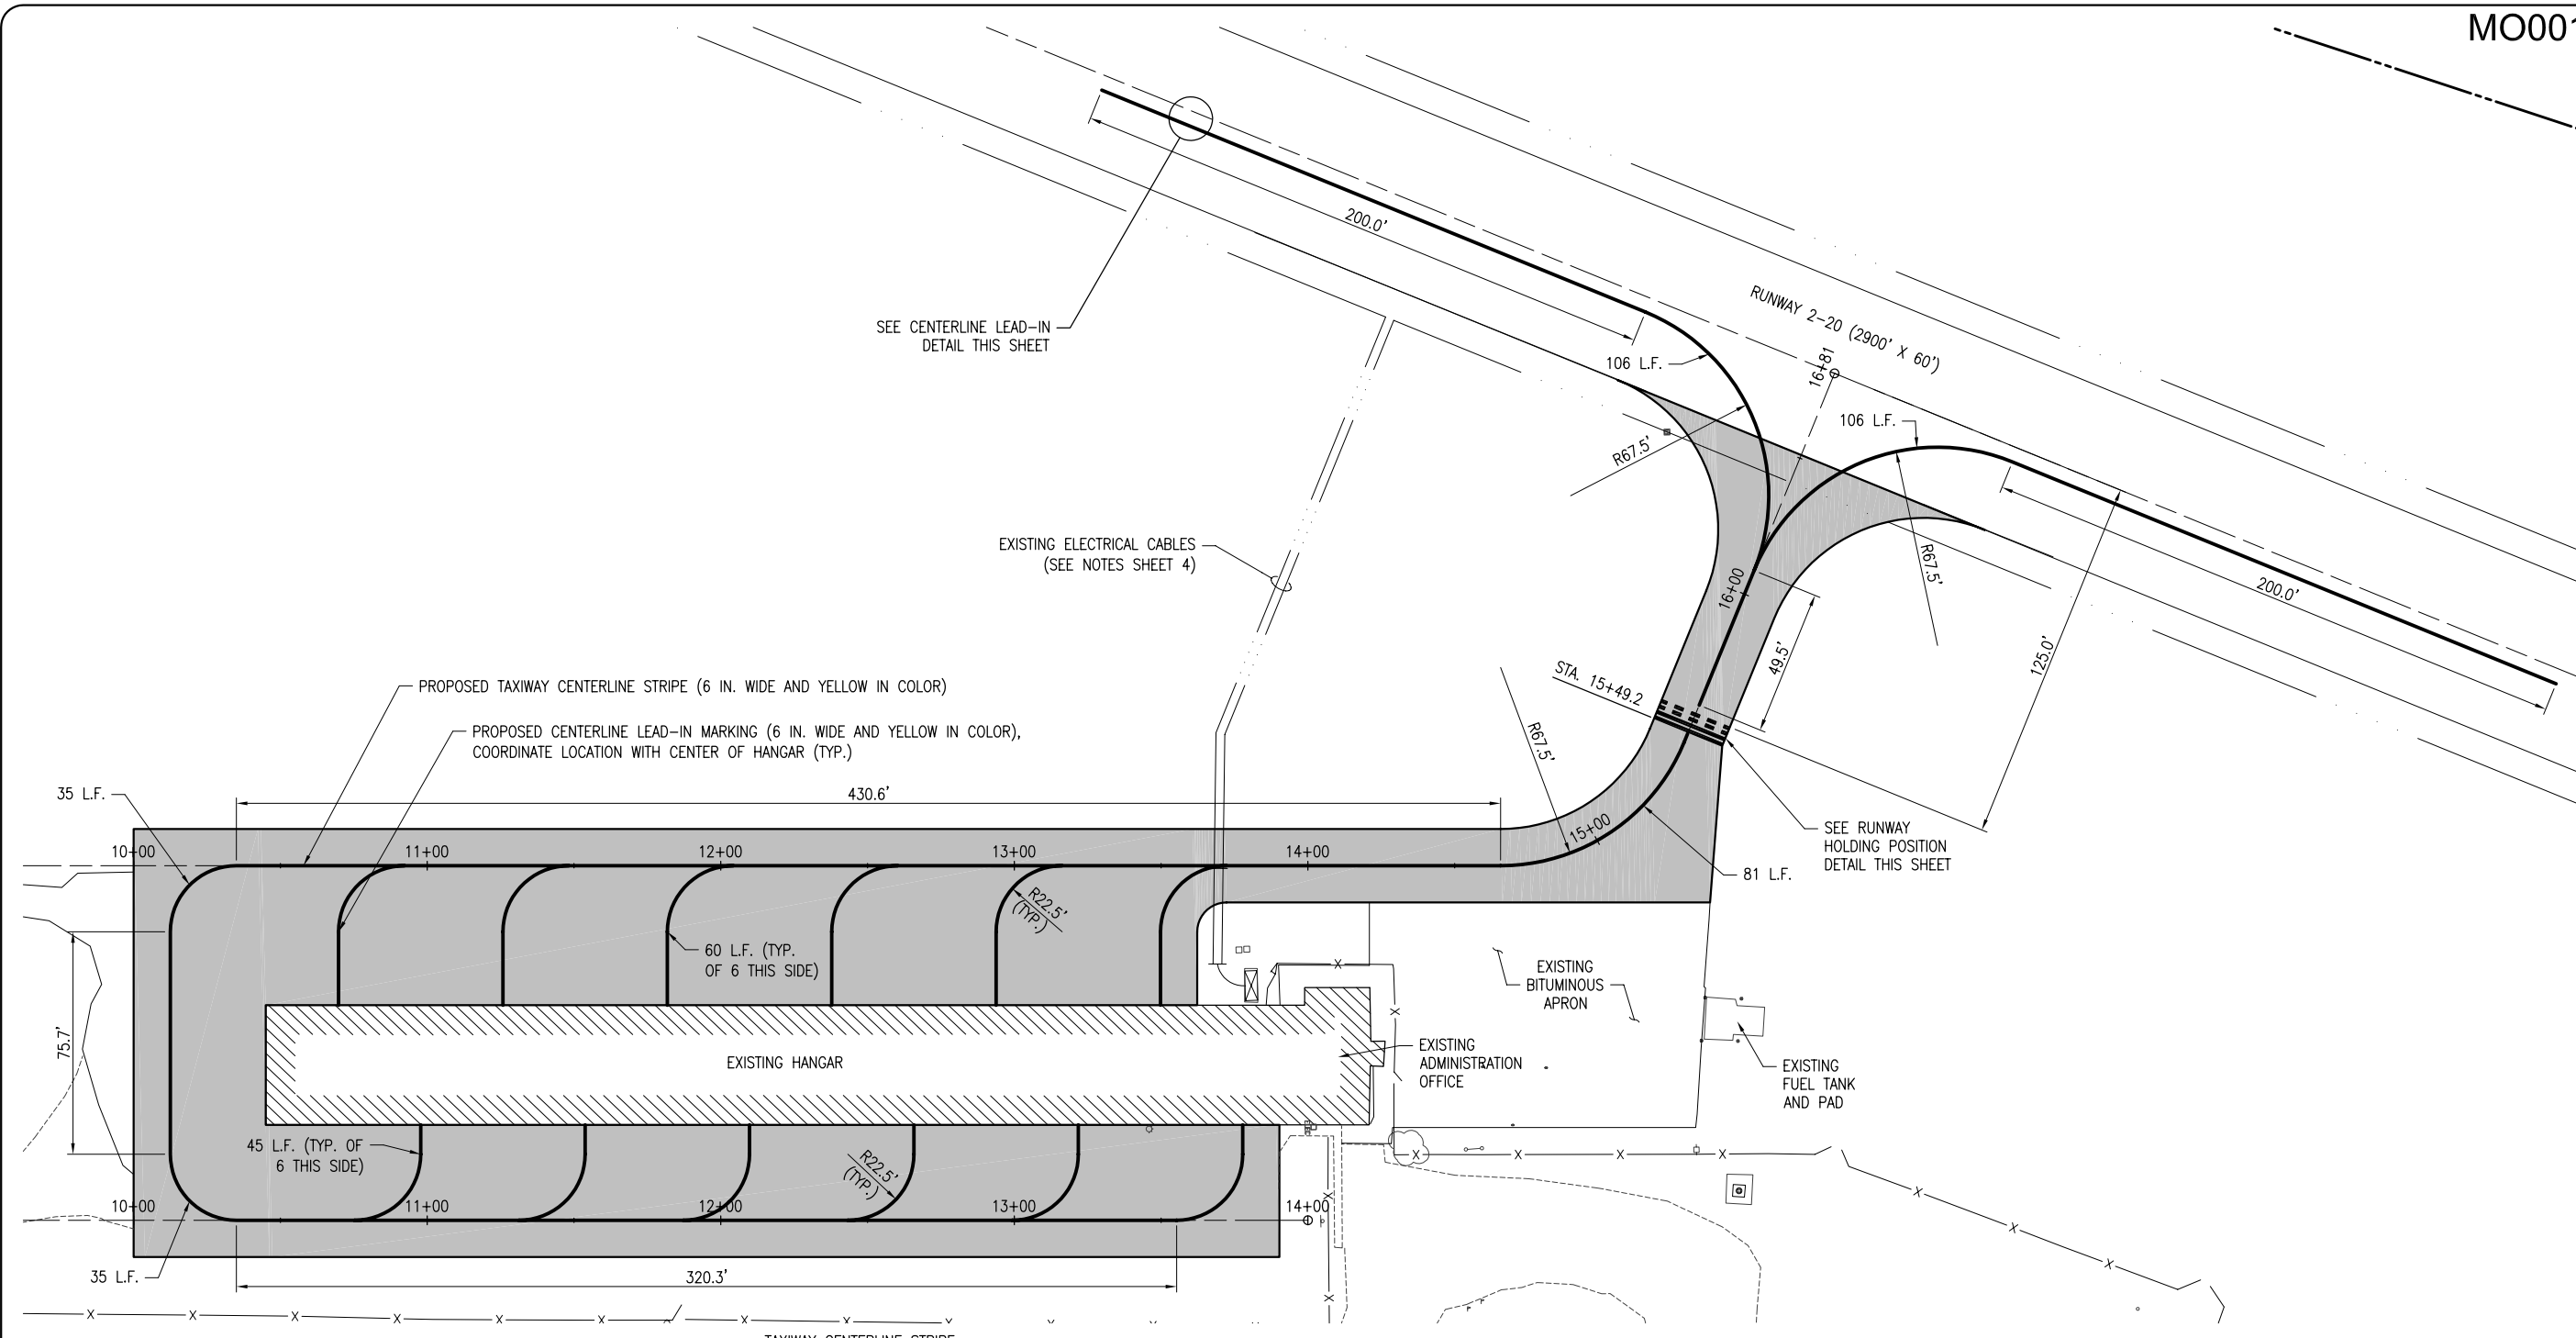 MO001
200.0'
SEE CENTERLINE LEAD-IN
DETAIL THIS SHEET
RUNWAY 2-20 (2900' X 60')
106 L.F.
16+81
106 L.F.
R67.5'
EXISTING ELECTRICAL CABLES
(SEE NOTES SHEET 4)
R67.5'
16+00
200.0'
49.5'
125.0'
STA. 15+49.2
PROPOSED TAXIWAY CENTERLINE STRIPE (6 IN. WIDE AND YELLOW IN COLOR)
PROPOSED CENTERLINE LEAD-IN MARKING (6 IN. WIDE AND YELLOW IN COLOR),
COORDINATE LOCATION WITH CENTER OF HANGAR (TYP.)
R67.5'
35 L.F.
430.6'
SEE RUNWAY
HOLDING POSITION
DETAIL THIS SHEET
15+00
10+00
11+00
12+00
13+00
14+00
81 L.F.
R22.5'
(TYP.)
60 L.F. (TYP.
OF 6 THIS SIDE)
EXISTING
BITUMINOUS
APRON
75.7'
EXISTING HANGAR
EXISTING
ADMINISTRATION
OFFICE
EXISTING
FUEL TANK
AND PAD
45 L.F. (TYP. OF
6 THIS SIDE)
R22.5'
(TYP.)
10+00
11+00
12+00
13+00
14+00
35 L.F.
320.3'
TAXIWAY CENTERLINE STRIPE